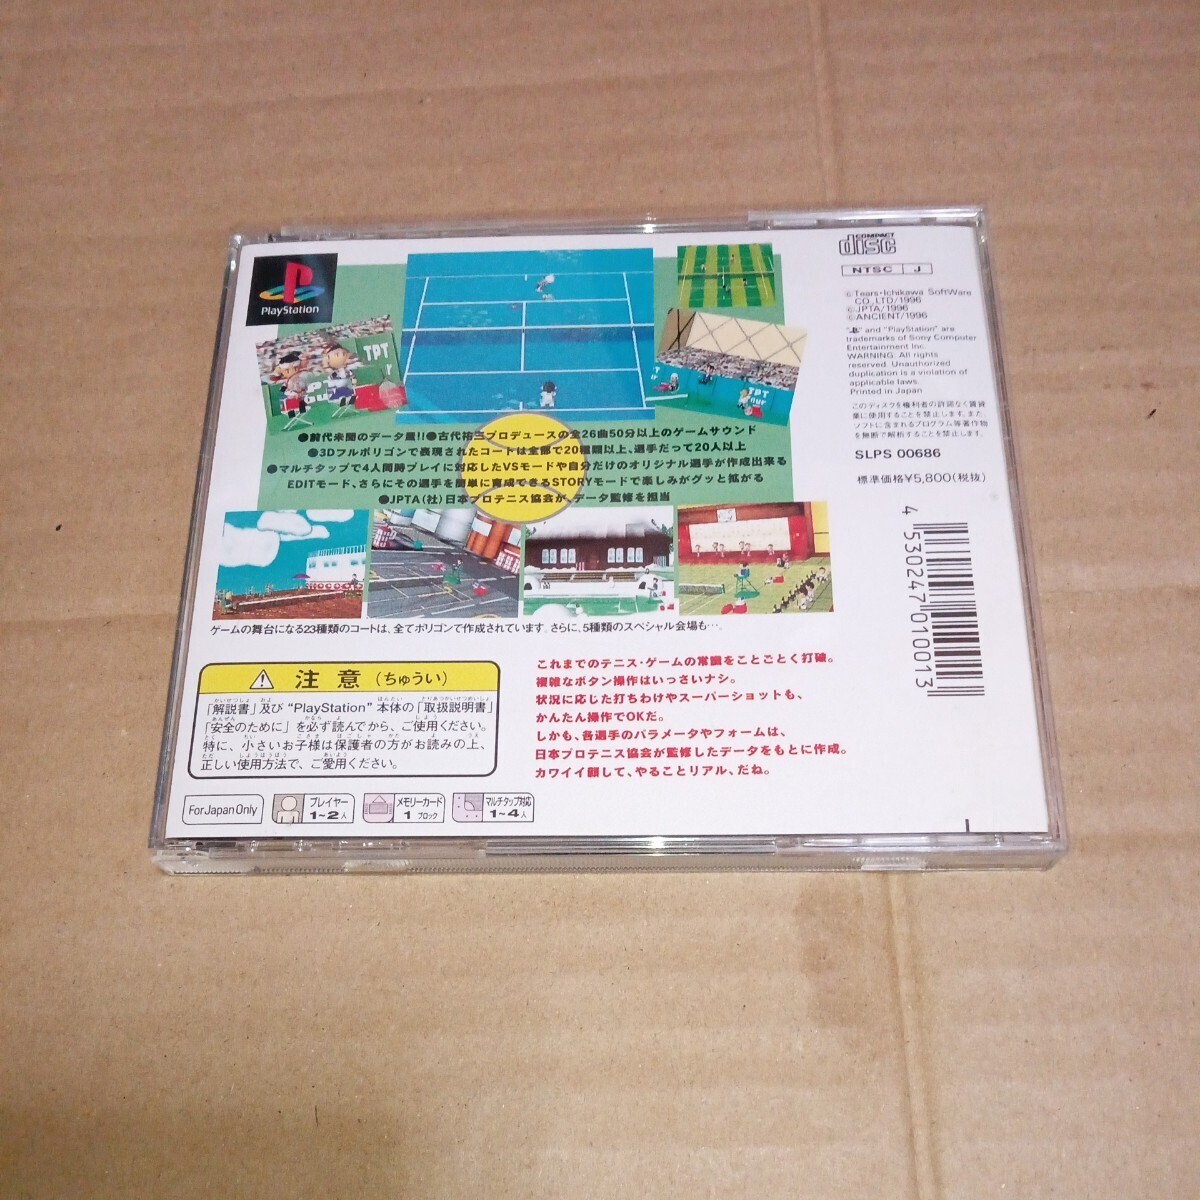 PlayStation
TPT
●前代未聞のデータ量!!●古代祐三プロデュースの全26曲50分以上のゲームサウンド
●3Dフルポリゴンで表現されたコートは全部で20種類以上、選手だって20人以上
●マルチタップで4人同時プレイに対応したVSモードや自分だけのオリジナル選手が作成出来る
EDITモード、さらにその選手を簡単に育成できるSTORYモードで楽しみがグッと拡がる
●JPTA(社)日本プロテニス協会が、データ監修を担当
ゲームの舞台になる23種類のコートは、全てポリゴンで作成されています。さらに、5種類のスペシャル会場も…。
注意(ちゅうい)
「解説書」及び“PlayStation”本体の「取扱説明書」
「安全のために」を必ず読んでから、ご使用ください。
特に、小さいお子様は保護者の方がお読みの上、
正しい使用方法で、ご愛用ください。
これまでのテニス・ゲームの常識をことごとく打破。
複雑なボタン操作はいっさいナシ。
状況に応じた打ちわけやスーパーショットも、
かんたん操作でOKだ。
しかも、各選手のパラメータやフォームは、
日本プロテニス協会が監修したデータをもとに作成。
カワイイ顔して、やることリアル、だね。
For Japan Only
プレイヤー
1~2人
メモリーカード
1ブロック
マルチタップ対応
1~4人
COMPACT
disc
NTSC J
©Tears・Ichikawa SoftWare
CO.,LTD/1996
©JPTA/1996
©ANCIENT/1996
"PS" and "PlayStation" are
trademarks of Sony Computer
Entertainment Inc.
WARNING: All rights
reserved. Unauthorized
duplication is a violation of
applicable laws.
Printed in Japan
このディスクを権利者の許諾なく賃貸
業に使用することを禁止します。また、
ソフトに含まれるプログラム等著作物
を無断で解析することを禁止します。
SLPS 00686
標準価格¥5,800(税抜)
4 530247 010013